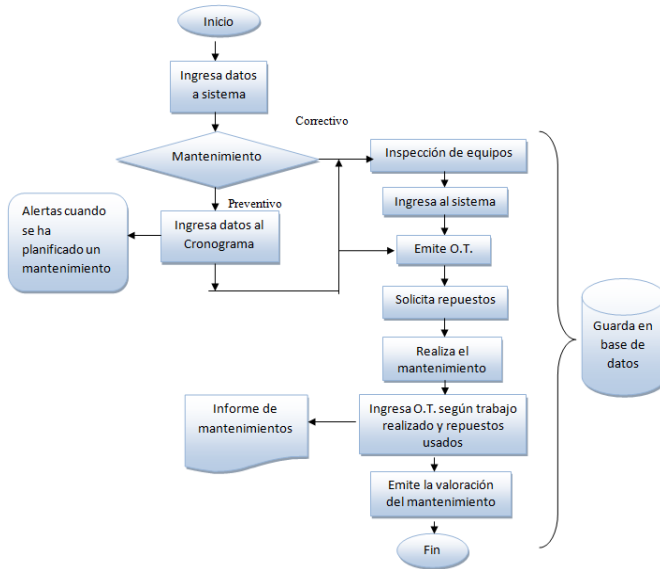 Inicio
Ingresa datos
a sistema
Correctivo
Mantenimiento
Inspección de equipos
Preventivo
Ingresa al sistema
Alertas cuando
se ha
planificado un
mantenimiento
Ingresa datos al
Cronograma
Emite O.T.
Solicita repuestos
Guarda en
base de
datos
Realiza el
mantenimiento
Informe de
mantenimientos
Ingresa O.T. según trabajo
realizado y repuestos
usados
Emite la valoración
del mantenimiento
Fin